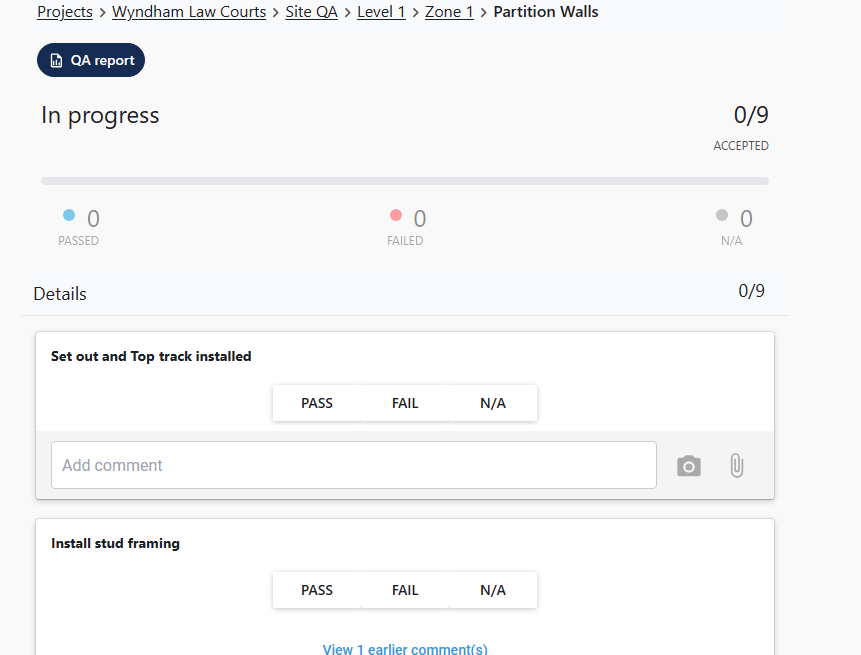 Projects > Wyndham Law Courts > Site QA > Level 1 > Zone 1 > Partition Walls
QA report
In progress 0/9
ACCEPTED
0 0 0
PASSED FAILED N/A
Details 0/9
Set out and Top track installed
PASS FAIL N/A
Add comment
Install stud framing
PASS FAIL N/A
View 1 earlier comment(s)